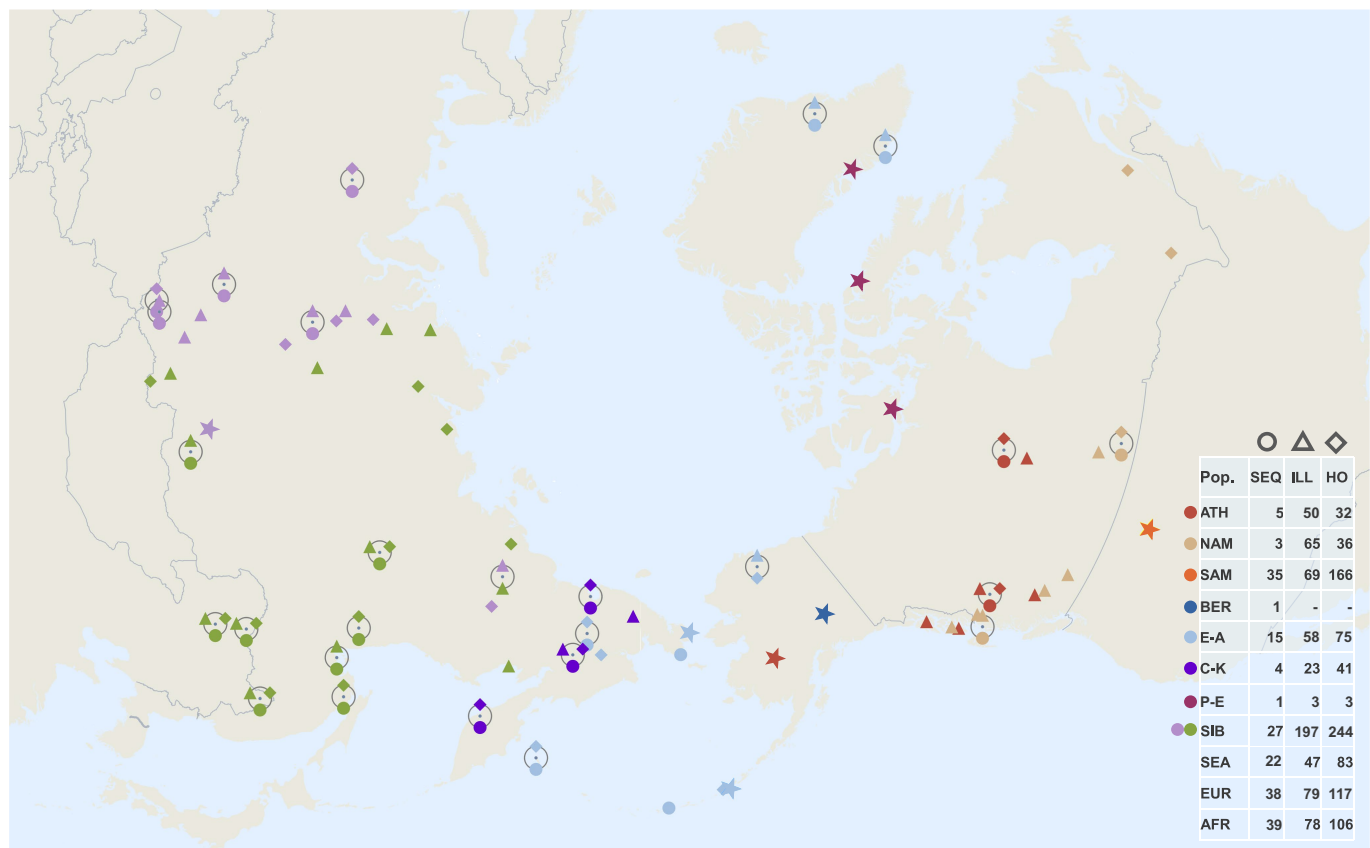 Pop. SEQ ILL HO
ATH 5 50 32
NAM 3 65 36
SAM 35 69 166
BER 1 - -
E-A 15 58 75
C-K 4 23 41
P-E 1 3 3
SIB 27 197 244
SEA 22 47 83
EUR 38 79 117
AFR 39 78 106